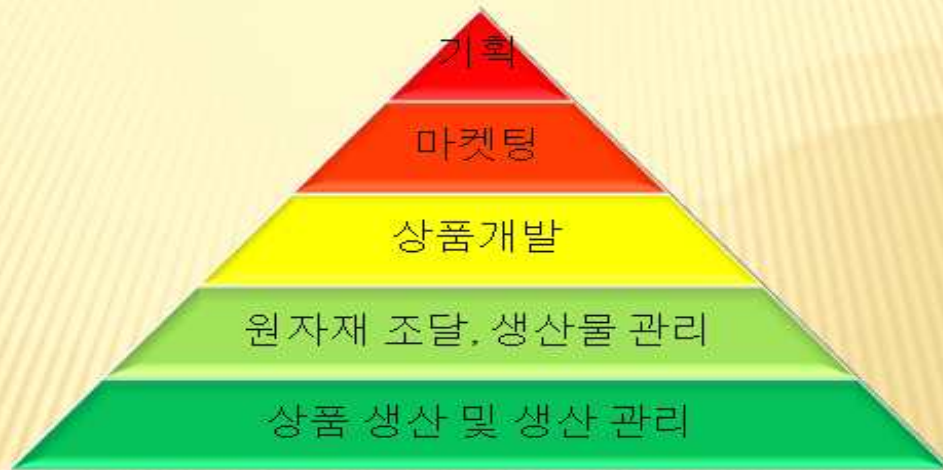 기획
마켓팅
상품개발
원자재 조달, 생산물 관리
상품 생산 및 생산 관리